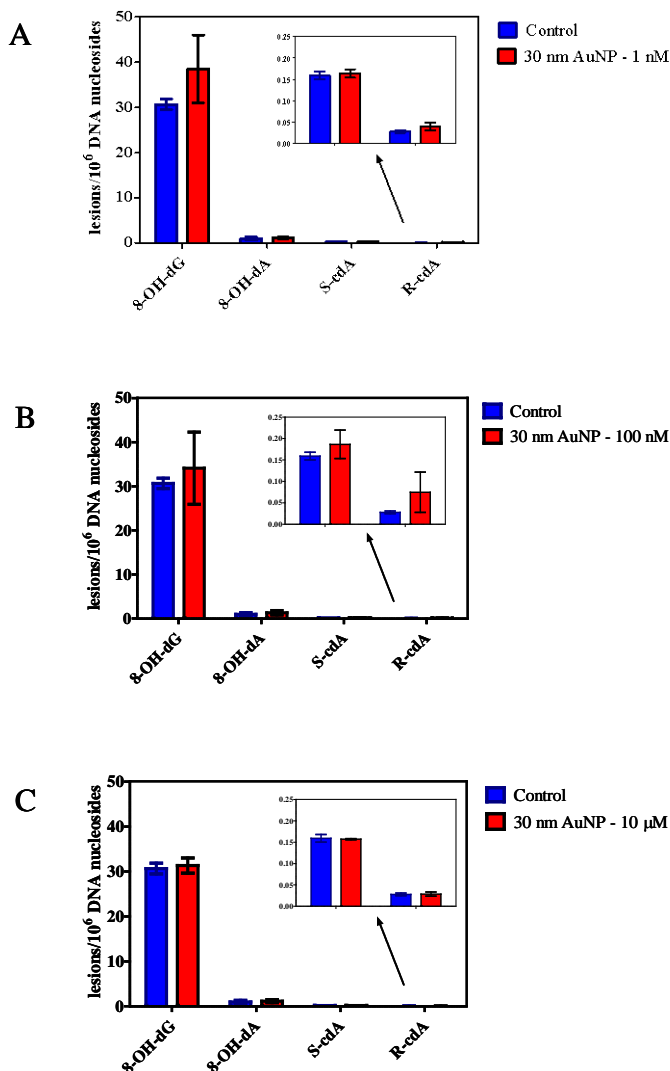 A
lesions/10⁶ DNA nucleosides
50
40
30
20
10
0
0.25
0.20
0.15
0.10
0.05
0.00
8-OH-dG
8-OH-dA
S-cdA
R-cdA
Control
30 nm AuNP - 1 nM
B
lesions/10⁶ DNA nucleosides
50
40
30
20
10
0
0.25
0.20
0.15
0.10
0.05
0.00
8-OH-dG
8-OH-dA
S-cdA
R-cdA
Control
30 nm AuNP - 100 nM
C
lesions/10⁶ DNA nucleosides
50
40
30
20
10
0
0.25
0.20
0.15
0.10
0.05
0.00
8-OH-dG
8-OH-dA
S-cdA
R-cdA
Control
30 nm AuNP - 10 μM